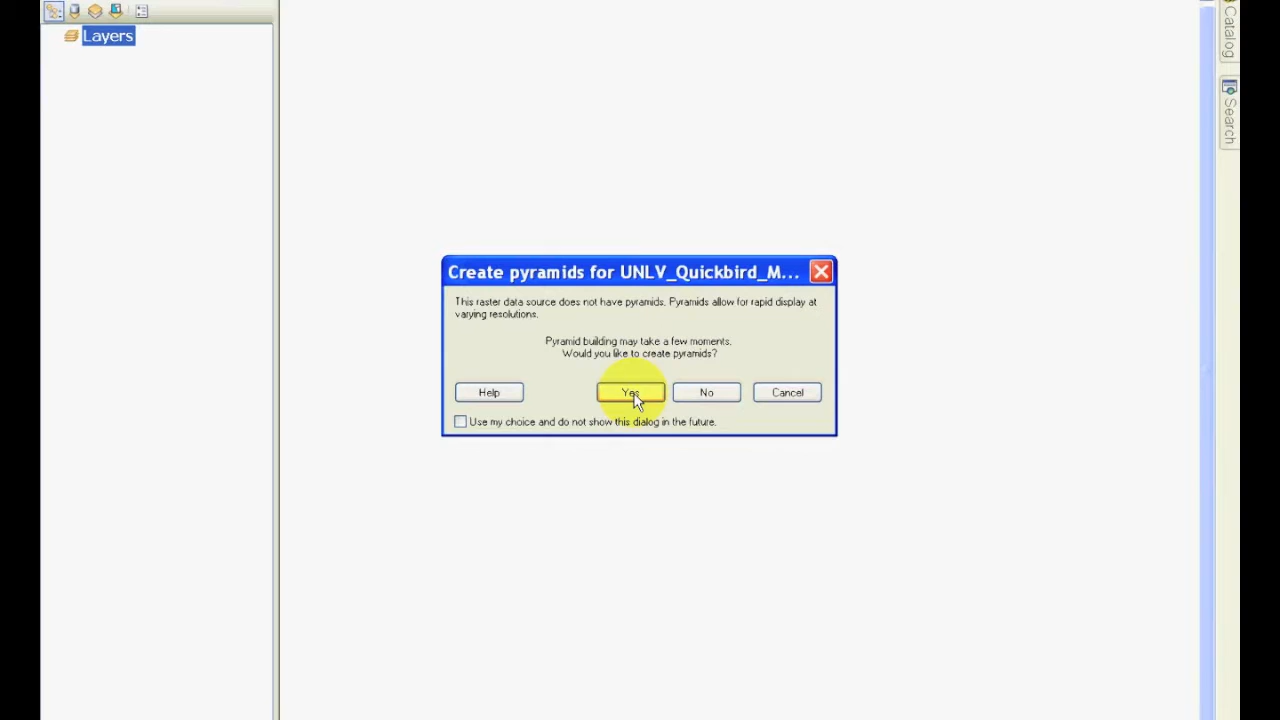 Layers
Catalog
Search
Create pyramids for UNLV_Quickbird_M...
This raster data source does not have pyramids. Pyramids allow for rapid display at
varying resolutions.
Pyramid building may take a few moments.
Would you like to create pyramids?
Help
Yes
No
Cancel
Use my choice and do not show this dialog in the future.